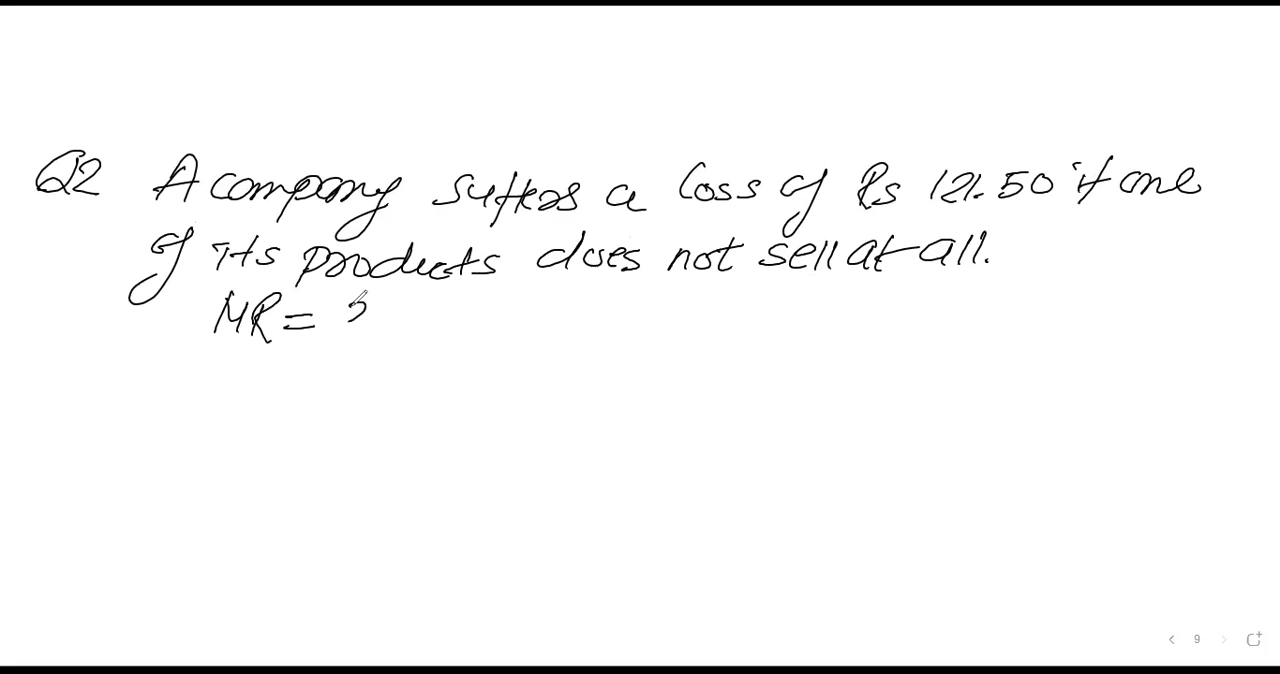 Q2 A company suffers a loss of Rs 121.50 if one
of its products does not sell at all.
MR =
9